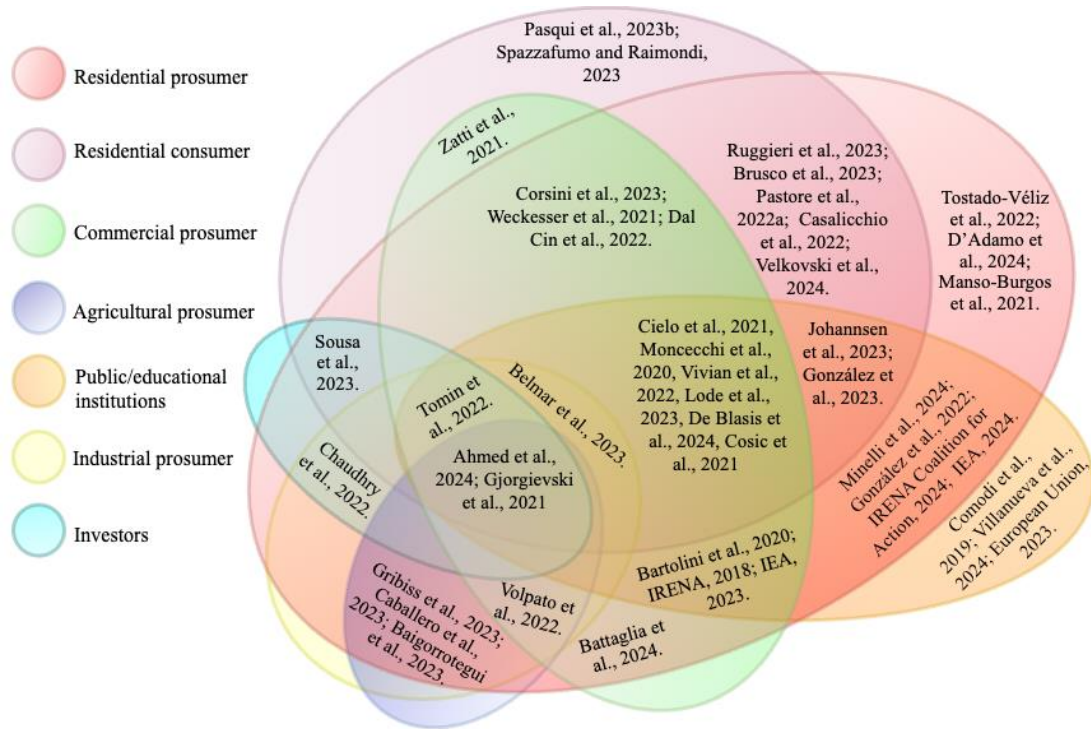 Residential prosumer
Residential consumer
Commercial prosumer
Agricultural prosumer
Public/educational
institutions
Industrial prosumer
Investors
Pasqui et al., 2023b;
Spazzafumo and Raimondi,
2023
Zatti et al.,
2021.
Corsini et al., 2023;
Weckesser et al., 2021; Dal
Cin et al., 2022.
Ruggieri et al., 2023;
Brusco et al., 2023;
Pastore et al.,
2022a; Casalicchio
et al., 2022;
Velkovski et al.,
2024.
Tostado-Véliz
et al., 2022;
D’Adamo et
al., 2024;
Manso-Burgos
et al., 2021.
Sousa
et al.,
2023.
Tomin et
al., 2022.
Belmar et al., 2023.
Cielo et al., 2021,
Moncecchi et al.,
2020, Vivian et al.,
2022, Lode et al.,
2023, De Blasis et
al., 2024, Cosic et
al., 2021
Johannsen
et al., 2023;
González et
al., 2023.
Minelli et al., 2024;
González et al., 2022;
IRENA Coalition for
Action, 2024; IEA, 2024.
Comodi et al.,
2019; Villanueva et al.,
2024; European Union,
2023.
Chaudhry
et al., 2022.
Ahmed et al.,
2024; Gjorgievski
et al., 2021
Bartolini et al., 2020;
IRENA, 2018; IEA,
2023.
Gribiss et al., 2023;
Caballero et al.,
2023; Baigorrotegui
et al., 2023.
Volpato et
al., 2022.
Battaglia et
al., 2024.